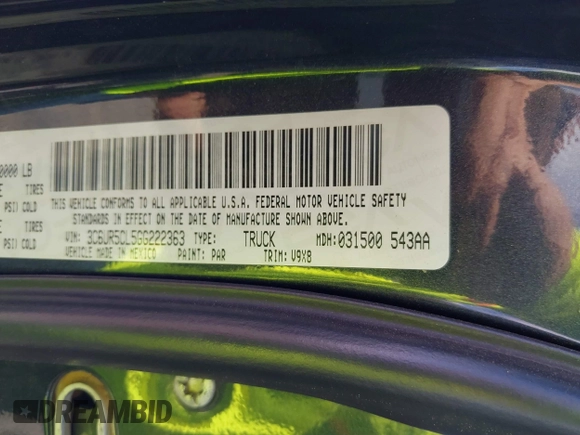 0000 LB
E TIRES
PSI) COLD
E TIRES
PSI) COLD
THIS VEHICLE CONFORMS TO ALL APPLICABLE U.S.A. FEDERAL MOTOR VEHICLE SAFETY
STANDARDS IN EFFECT ON THE DATE OF MANUFACTURE SHOWN ABOVE.
VIN: 3C6UR5CL5GG222363 TYPE: TRUCK MDH: 031500 543AA
VEHICLE MADE IN MEXICO PAINT: PAR TRIM: V9X8
DREAMBID